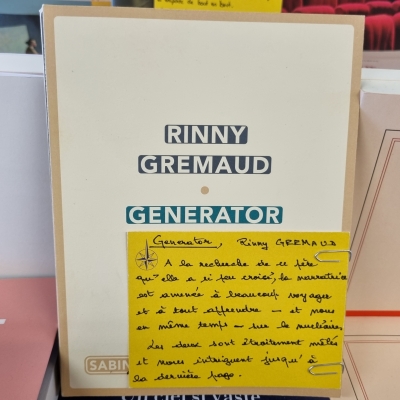 RINNY
GREMAUD
GENERATOR
Generator, Rinny GREMAUD
A la recherche de ce père
qu'elle a si peu croisé, la narratrice
est amenée à beaucoup voyager
et à tout apprendre — et nous
en même temps — sur le nucléaire.
Les deux sont étroitement mêlés
et nous intriguent jusqu'à
la dernière page.
SABIN